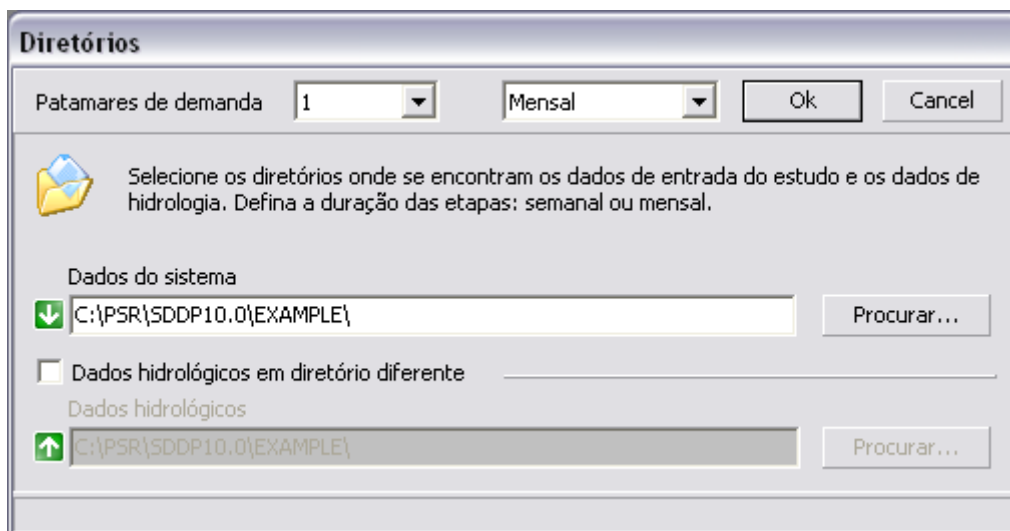 Diretórios
Patamares de demanda 1 Mensal Ok Cancel
Selecione os diretórios onde se encontram os dados de entrada do estudo e os dados de
hidrologia. Defina a duração das etapas: semanal ou mensal.
Dados do sistema
C:\PSR\SDDP10.0\EXAMPLE\ Procurar...
Dados hidrológicos em diretório diferente
Dados hidrológicos
C:\PSR\SDDP10.0\EXAMPLE\ Procurar...